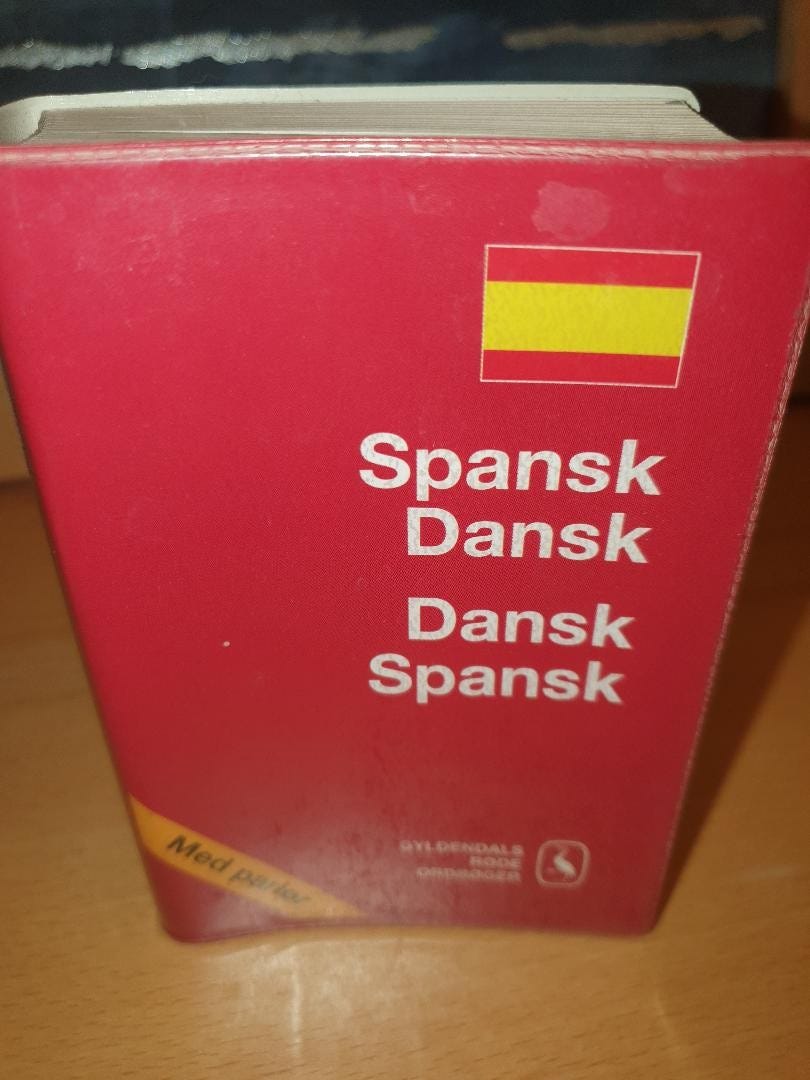 Spansk
Dansk
Dansk
Spansk
GYLDENDALS
RØDE
ORDBØGER
Med parlør